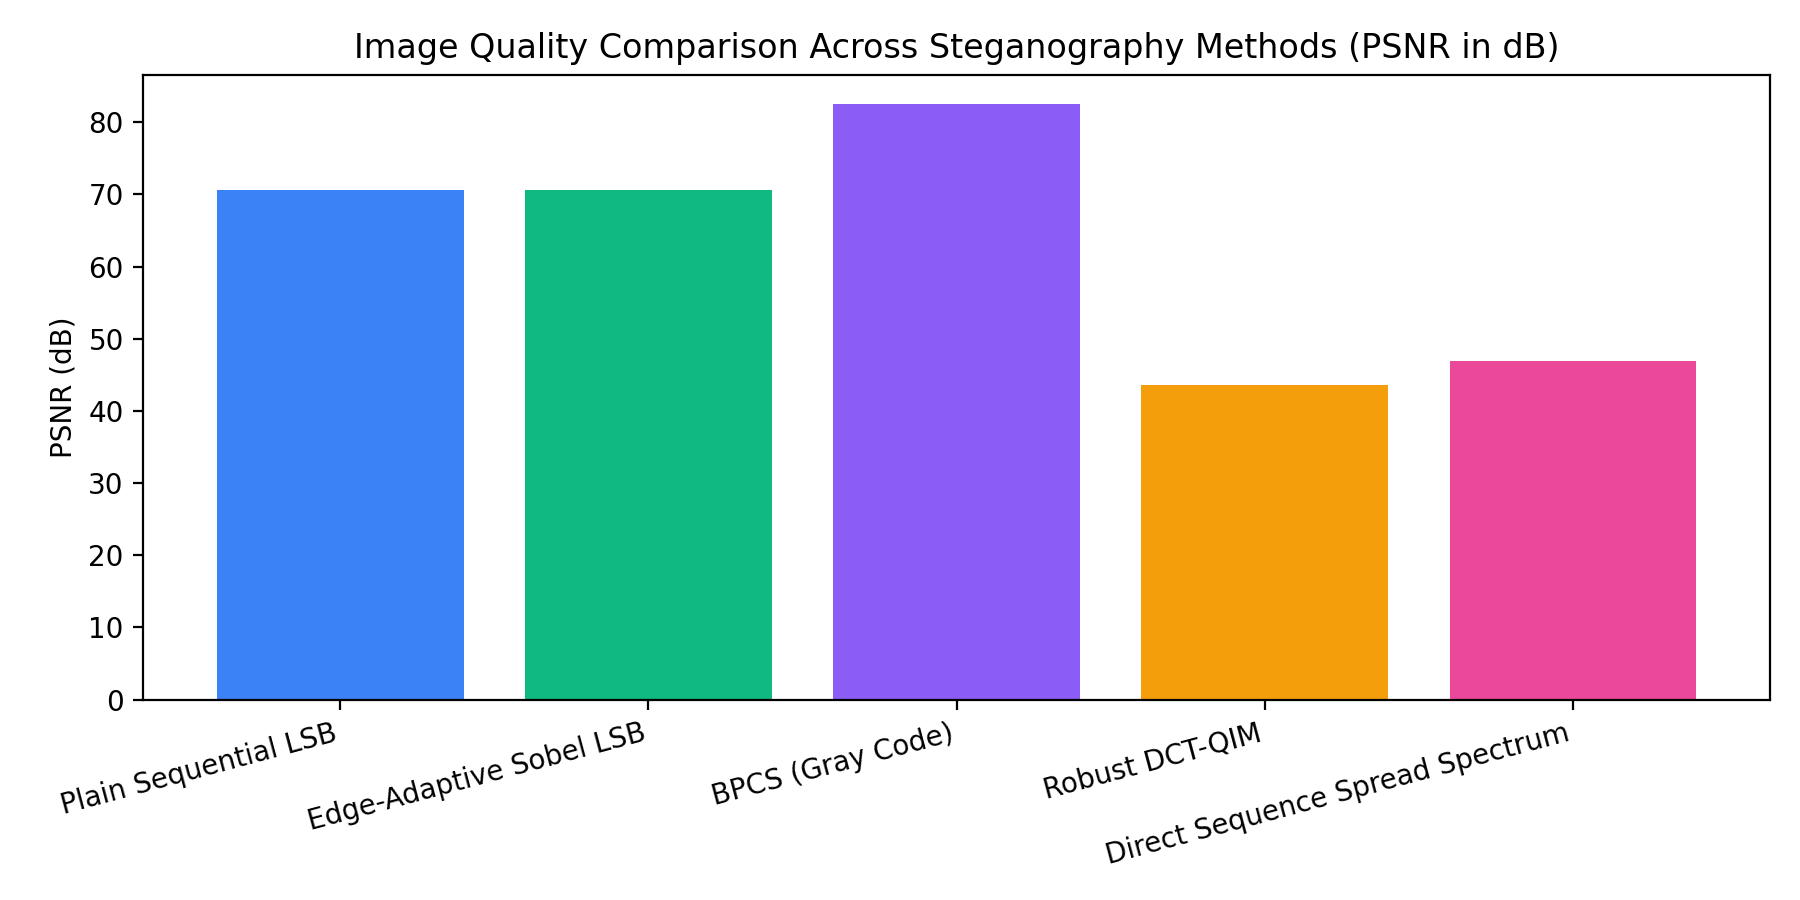 Image Quality Comparison Across Steganography Methods (PSNR in dB)
PSNR (dB)
80
70
60
50
40
30
20
10
0
Plain Sequential LSB
Edge-Adaptive Sobel LSB
BPCS (Gray Code)
Robust DCT-QIM
Direct Sequence Spread Spectrum